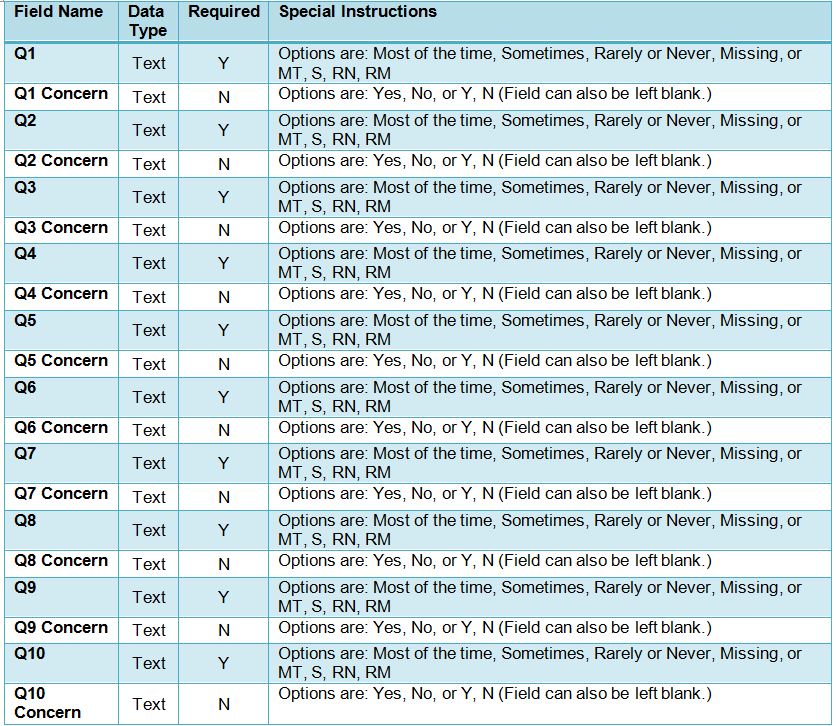 Field Name Data Type Required Special Instructions
Q1 Text Y Options are: Most of the time, Sometimes, Rarely or Never, Missing, or
MT, S, RN, RM
Q1 Concern Text N Options are: Yes, No, or Y, N (Field can also be left blank.)
Q2 Text Y Options are: Most of the time, Sometimes, Rarely or Never, Missing, or
MT, S, RN, RM
Q2 Concern Text N Options are: Yes, No, or Y, N (Field can also be left blank.)
Q3 Text Y Options are: Most of the time, Sometimes, Rarely or Never, Missing, or
MT, S, RN, RM
Q3 Concern Text N Options are: Yes, No, or Y, N (Field can also be left blank.)
Q4 Text Y Options are: Most of the time, Sometimes, Rarely or Never, Missing, or
MT, S, RN, RM
Q4 Concern Text N Options are: Yes, No, or Y, N (Field can also be left blank.)
Q5 Text Y Options are: Most of the time, Sometimes, Rarely or Never, Missing, or
MT, S, RN, RM
Q5 Concern Text N Options are: Yes, No, or Y, N (Field can also be left blank.)
Q6 Text Y Options are: Most of the time, Sometimes, Rarely or Never, Missing, or
MT, S, RN, RM
Q6 Concern Text N Options are: Yes, No, or Y, N (Field can also be left blank.)
Q7 Text Y Options are: Most of the time, Sometimes, Rarely or Never, Missing, or
MT, S, RN, RM
Q7 Concern Text N Options are: Yes, No, or Y, N (Field can also be left blank.)
Q8 Text Y Options are: Most of the time, Sometimes, Rarely or Never, Missing, or
MT, S, RN, RM
Q8 Concern Text N Options are: Yes, No, or Y, N (Field can also be left blank.)
Q9 Text Y Options are: Most of the time, Sometimes, Rarely or Never, Missing, or
MT, S, RN, RM
Q9 Concern Text N Options are: Yes, No, or Y, N (Field can also be left blank.)
Q10 Text Y Options are: Most of the time, Sometimes, Rarely or Never, Missing, or
MT, S, RN, RM
Q10 Concern Text N Options are: Yes, No, or Y, N (Field can also be left blank.)